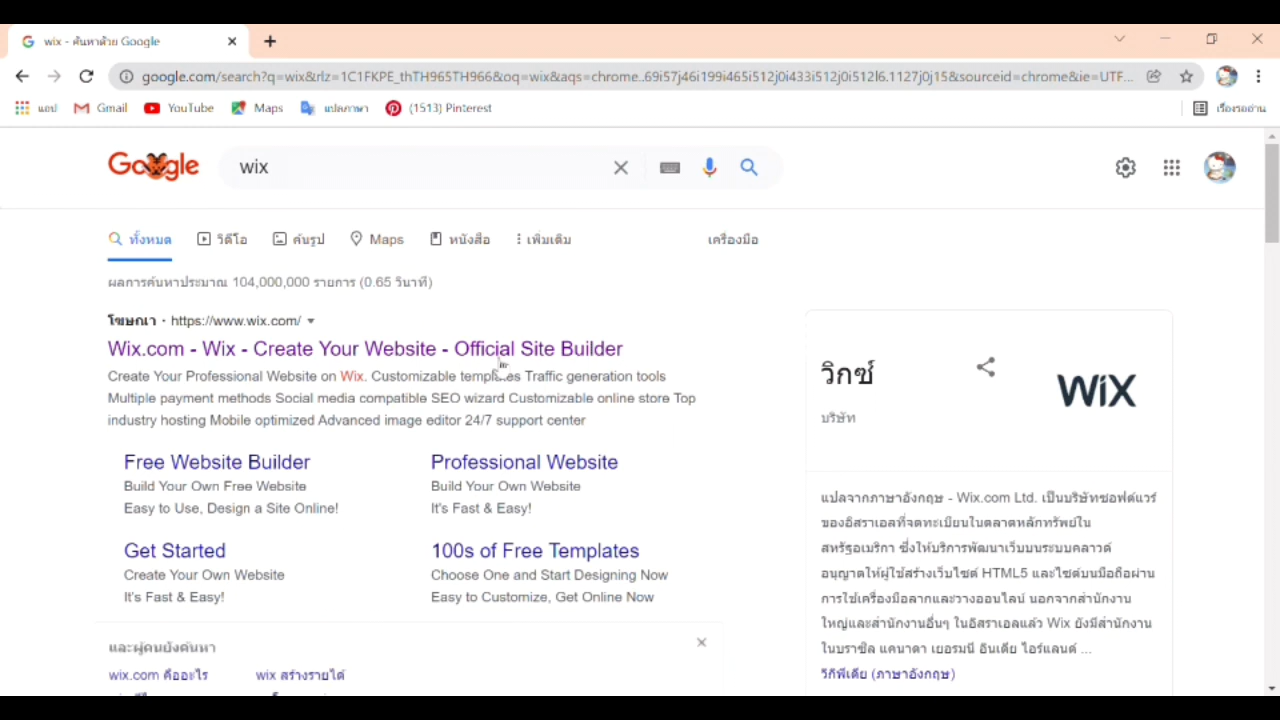 wix - ค้นหาด้วย Google
google.com/search?q=wix&rlz=1C1FKPE_thTH965TH966&oq=wix&aqs=chrome..69i57j46i199i465i512j0i433i512j0i512l6.1127j0j15&sourceid=chrome&ie=UTF...
แอป Gmail YouTube Maps แปลภาษา (1513) Pinterest เรื่องรออ่าน
Google wix
ทั้งหมด วิดีโอ ค้นรูป Maps หนังสือ เพิ่มเติม เครื่องมือ
ผลการค้นหาประมาณ 104,000,000 รายการ (0.65 วินาที)
โฆษณา · https://www.wix.com/
Wix.com - Wix - Create Your Website - Official Site Builder
Create Your Professional Website on Wix. Customizable templates Traffic generation tools
Multiple payment methods Social media compatible SEO wizard Customizable online store Top
industry hosting Mobile optimized Advanced image editor 24/7 support center
Free Website Builder
Build Your Own Free Website
Easy to Use, Design a Site Online!
Professional Website
Build Your Own Website
It's Fast & Easy!
Get Started
Create Your Own Website
It's Fast & Easy!
100s of Free Templates
Choose One and Start Designing Now
Easy to Customize, Get Online Now
และผู้คนยังค้นหา
wix.com คืออะไร wix สร้างรายได้
วิกซ์
WiX
บริษัท
แปลจากภาษาอังกฤษ - Wix.com Ltd. เป็นบริษัทซอฟต์แวร์
ของอิสราเอลที่จดทะเบียนในตลาดหลักทรัพย์ใน
สหรัฐอเมริกา ซึ่งให้บริการพัฒนาเว็บบนระบบคลาวด์
อนุญาตให้ผู้ใช้สร้างเว็บไซต์ HTML5 และไซต์บนมือถือผ่าน
การใช้เครื่องมือลากและวางออนไลน์ นอกจากสำนักงาน
ใหญ่และสำนักงานอื่นๆ ในอิสราเอลแล้ว Wix ยังมีสำนักงาน
ในบราซิล แคนาดา เยอรมนี อินเดีย ไอร์แลนด์ ...
วิกิพีเดีย (ภาษาอังกฤษ)